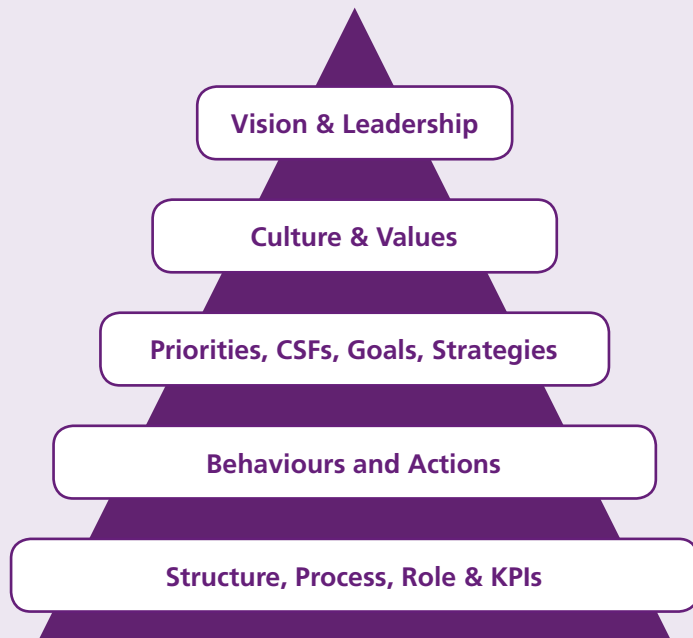 Vision & Leadership
Culture & Values
Priorities, CSFs, Goals, Strategies
Behaviours and Actions
Structure, Process, Role & KPIs